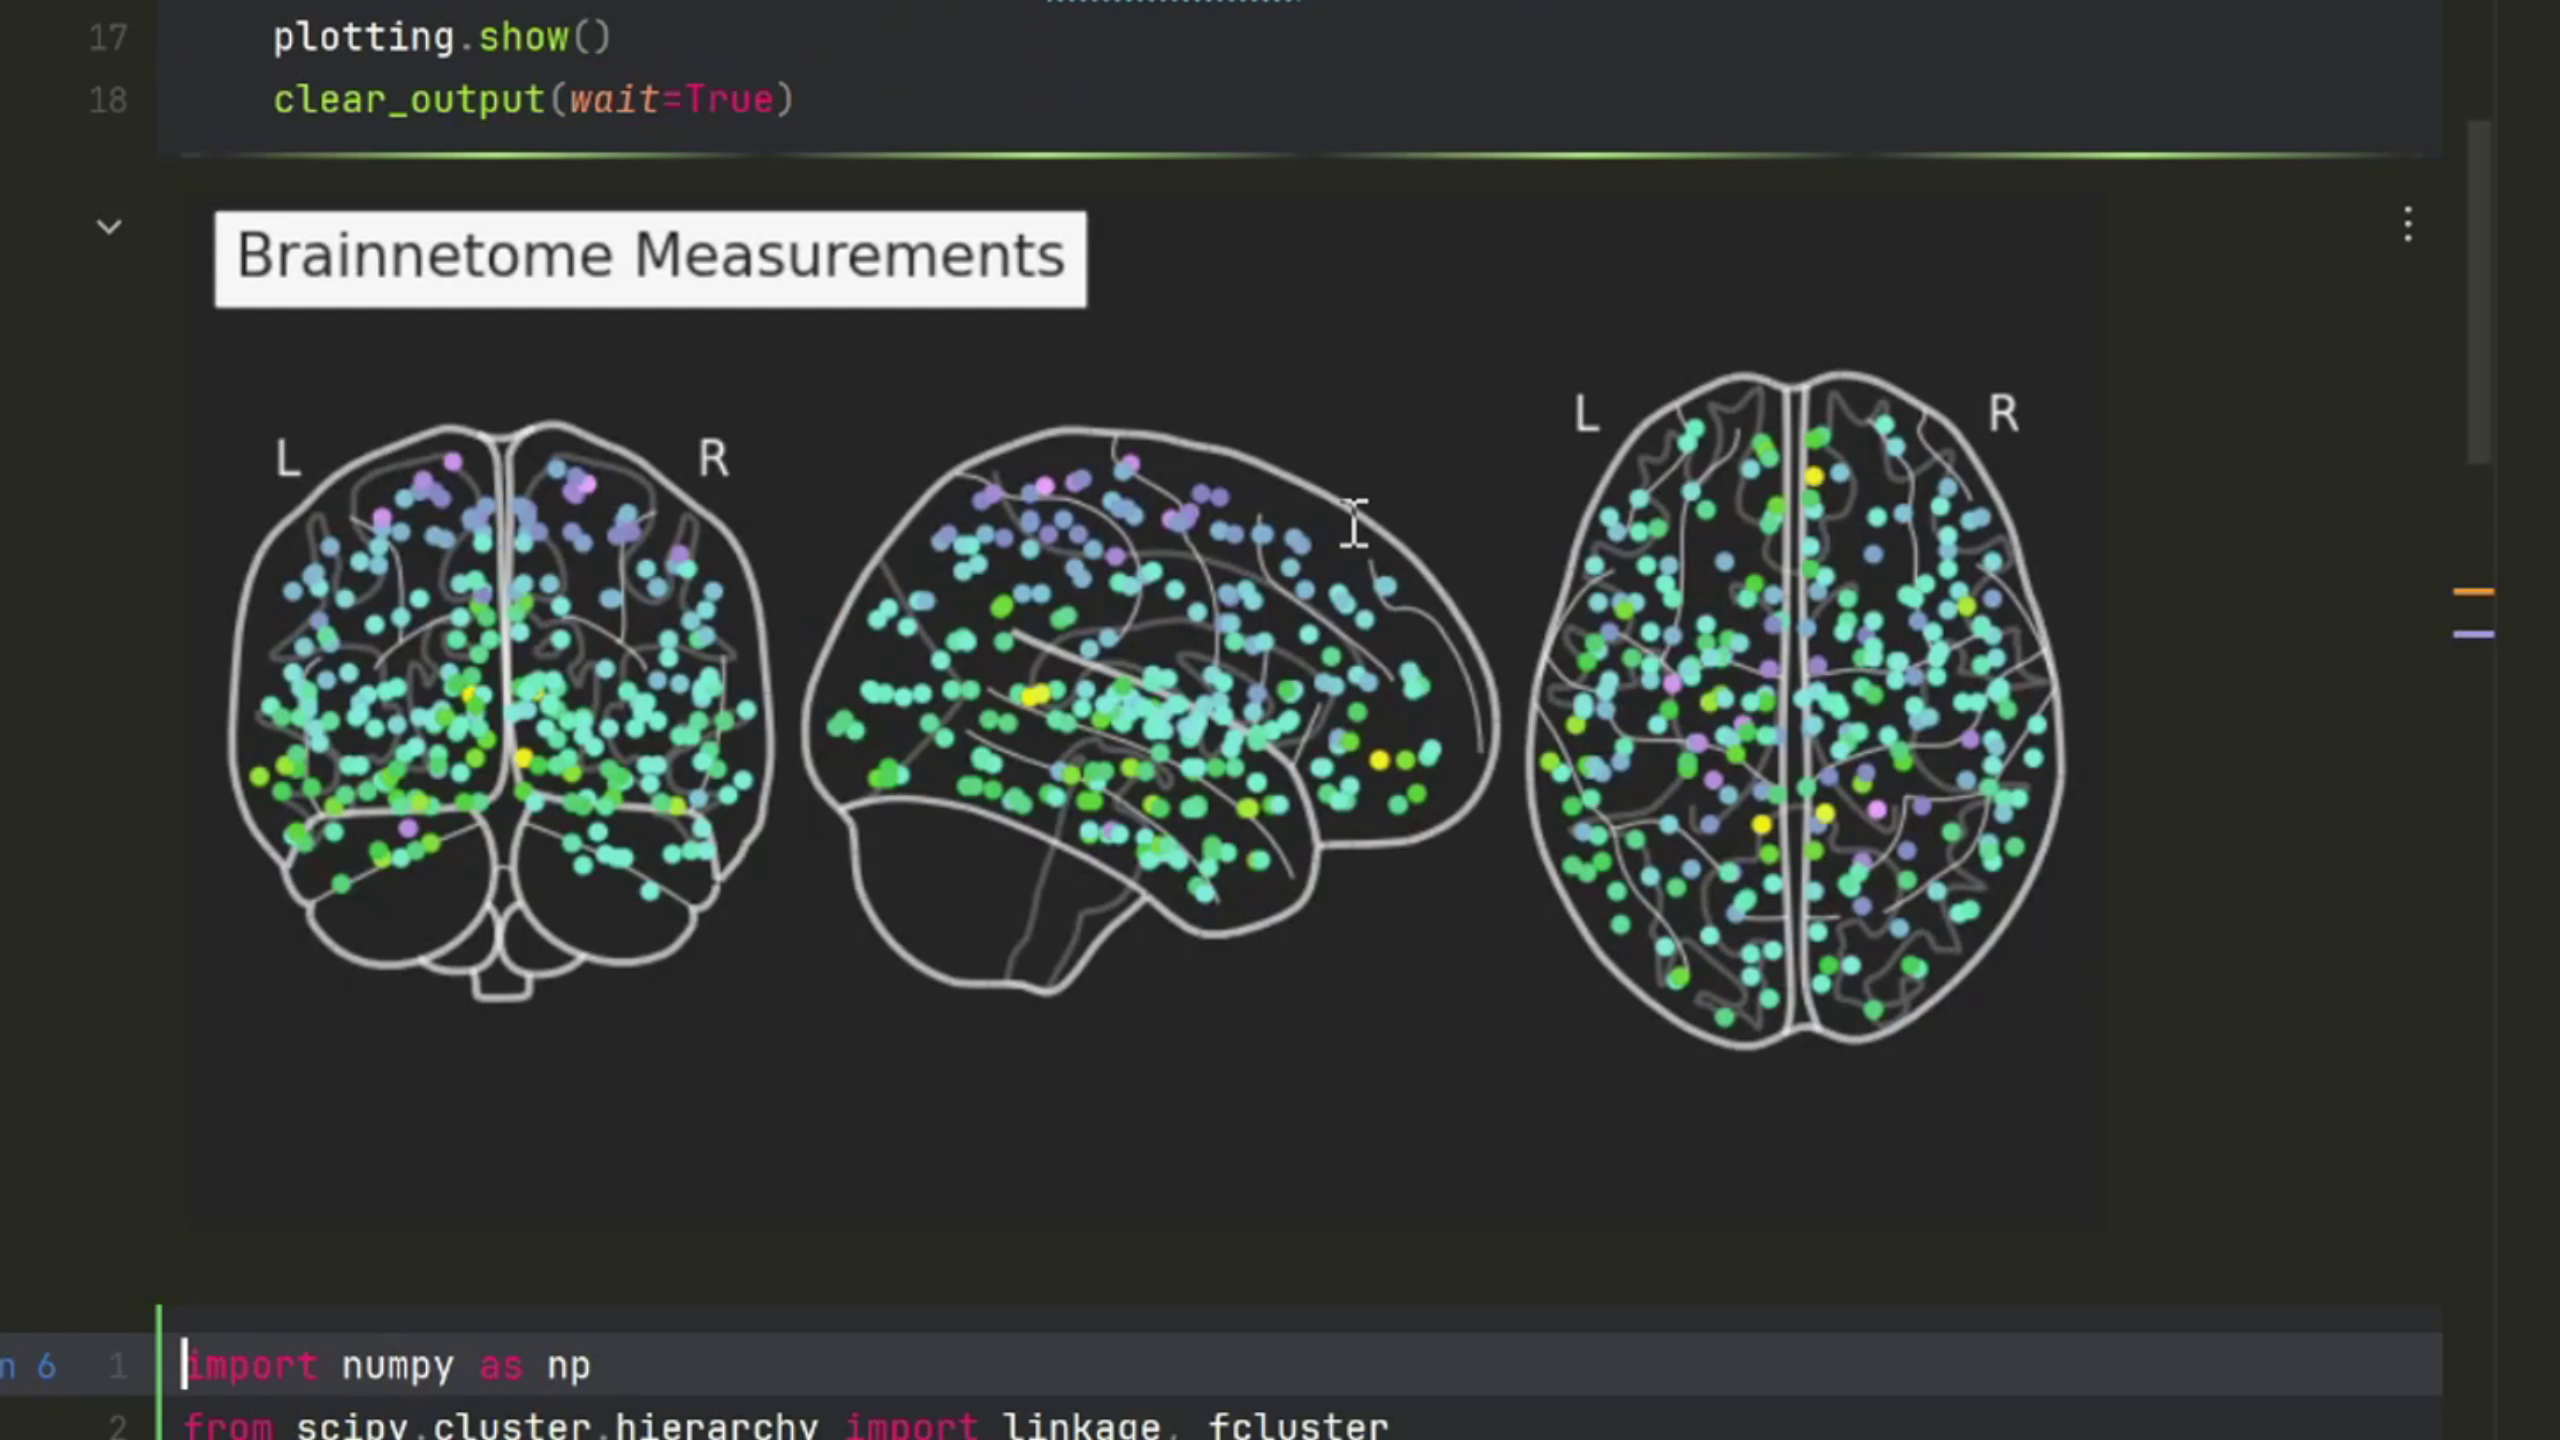 17 plotting.show()
18 clear_output(wait=True)
Brainnetome Measurements
L R L R
n 6 1 import numpy as np
2 from scipy.cluster.hierarchy import linkage, fcluster